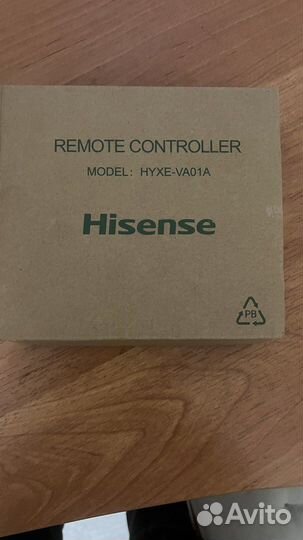 REMOTE CONTROLLER
MODEL: HYXE-VA01A
Hisense
PB
Avito